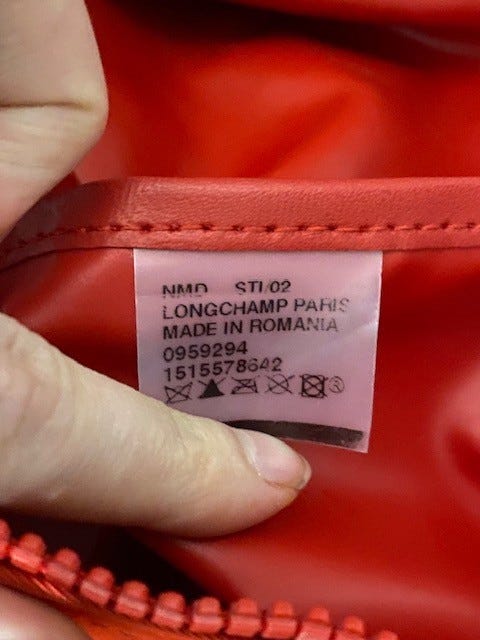 NMD STI/02
LONGCHAMP PARIS
MADE IN ROMANIA
0959294
1515578642